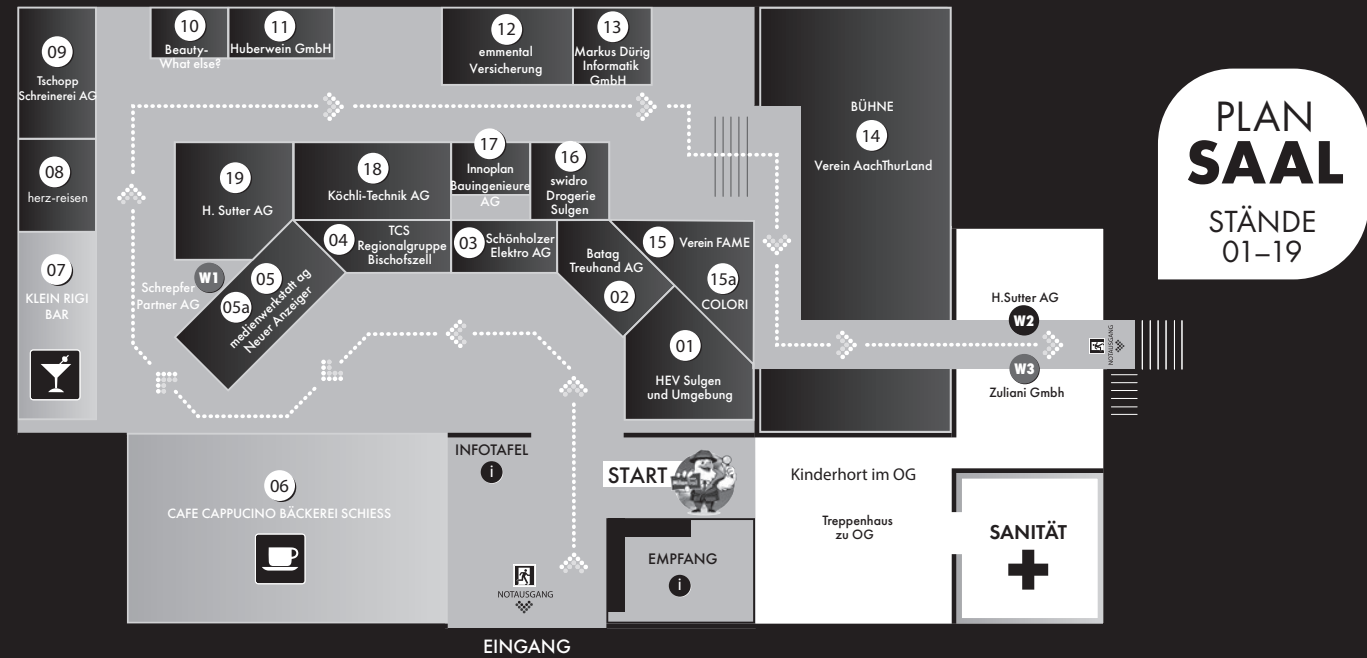 09
Tschopp
Schreinerei AG
10
Beauty-
What else?
11
Huberwein GmbH
12
emmental
Versicherung
13
Markus Dürig
Informatik
GmbH
BÜHNE
14
Verein AachThurLand
PLAN
SAAL
STÄNDE
01–19
08
herz-reisen
19
H. Sutter AG
18
Köchli-Technik AG
17
Innoplan
Bauingenieure
AG
16
swidro
Drogerie
Sulgen
07
KLEIN RIGI
BAR
W1
Schrepfer
Partner AG
05
05a
medienwerkstatt ag
Neuer Anzeiger
04
TCS
Regionalgruppe
Bischofszell
03
Schönholzer
Elektro AG
Batag
Treuhand AG
02
15
Verein FAME
15a
COLORI
01
HEV Sulgen
und Umgebung
H.Sutter AG
W2
W3
Zuliani Gmbh
NOTAUSGANG
06
CAFE CAPPUCINO BÄCKEREI SCHIESS
INFOTAFEL
i
START
EMPFANG
i
NOTAUSGANG
EINGANG
Kinderhort im OG
Treppenhaus
zu OG
SANITÄT